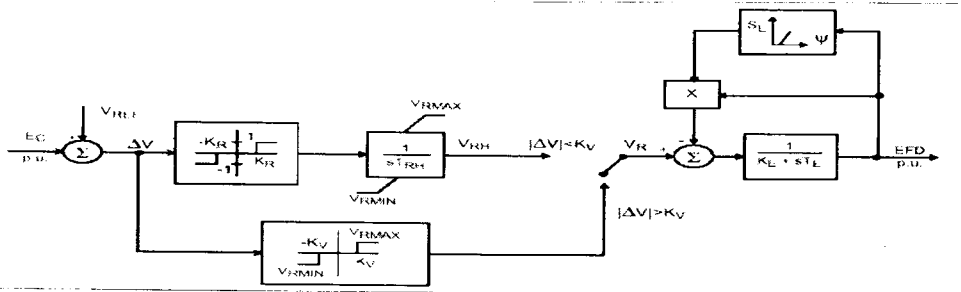 S_E
ψ
X
V_REF
E_C
p.u.
Σ
ΔV
-K_R
1
K_R
-1
V_RMAX
1
sT_RH
V_RMIN
V_RH
|ΔV|<K_V
V_R
+
-
Σ
1
K_E + sT_E
EFD
p.u.
|ΔV|>K_V
-K_V
V_RMAX
V_RMIN
K_V